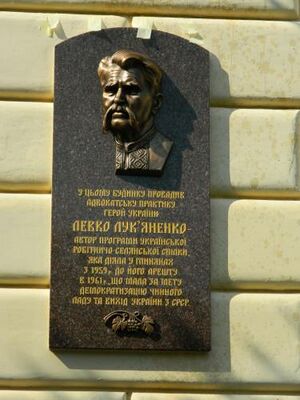 У ЦЬОМУ БУДИНКУ ПРОВОДИВ
АДВОКАТСЬКУ ПРАКТИКУ
ГЕРОЙ УКРАЇНИ
ЛЕВКО ЛУК'ЯНЕНКО
АВТОР ПРОГРАМИ УКРАЇНСЬКОЇ
РОБІТНИЧО-СЕЛЯНСЬКОЇ СПІЛКИ,
ЯКА ДІЯЛА У ГЛИНЯНАХ
З 1959 Р. ДО ЙОГО АРЕШТУ
В 1961 Р., ЩО МАЛА ЗА МЕТУ
ДЕМОКРАТИЗАЦІЮ ЧИННОГО
ЛАДУ ТА ВИХІД УКРАЇНИ З СРСР.